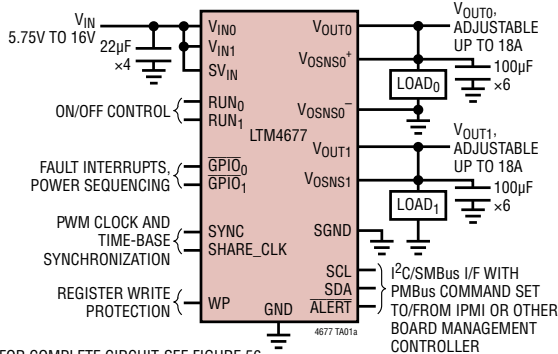 VIN
5.75V TO 16V
22µF
×4
ON/OFF CONTROL
FAULT INTERRUPTS,
POWER SEQUENCING
PWM CLOCK AND
TIME-BASE
SYNCHRONIZATION
REGISTER WRITE
PROTECTION
VIN0
VIN1
SVIN
RUN0
RUN1
GPIO0
GPIO1
SYNC
SHARE_CLK
WP
LTM4677
GND
VOUT0
VOSNS0+
VOSNS0–
VOUT1
VOSNS1
SGND
SCL
SDA
ALERT
VOUT0,
ADJUSTABLE
UP TO 18A
LOAD0
100µF
×6
VOUT1,
ADJUSTABLE
UP TO 18A
LOAD1
100µF
×6
I2C/SMBus I/F WITH
PMBus COMMAND SET
TO/FROM IPMI OR OTHER
BOARD MANAGEMENT
CONTROLLER
4677 TA01a
FOR COMPLETE CIRCUIT, SEE FIGURE 56